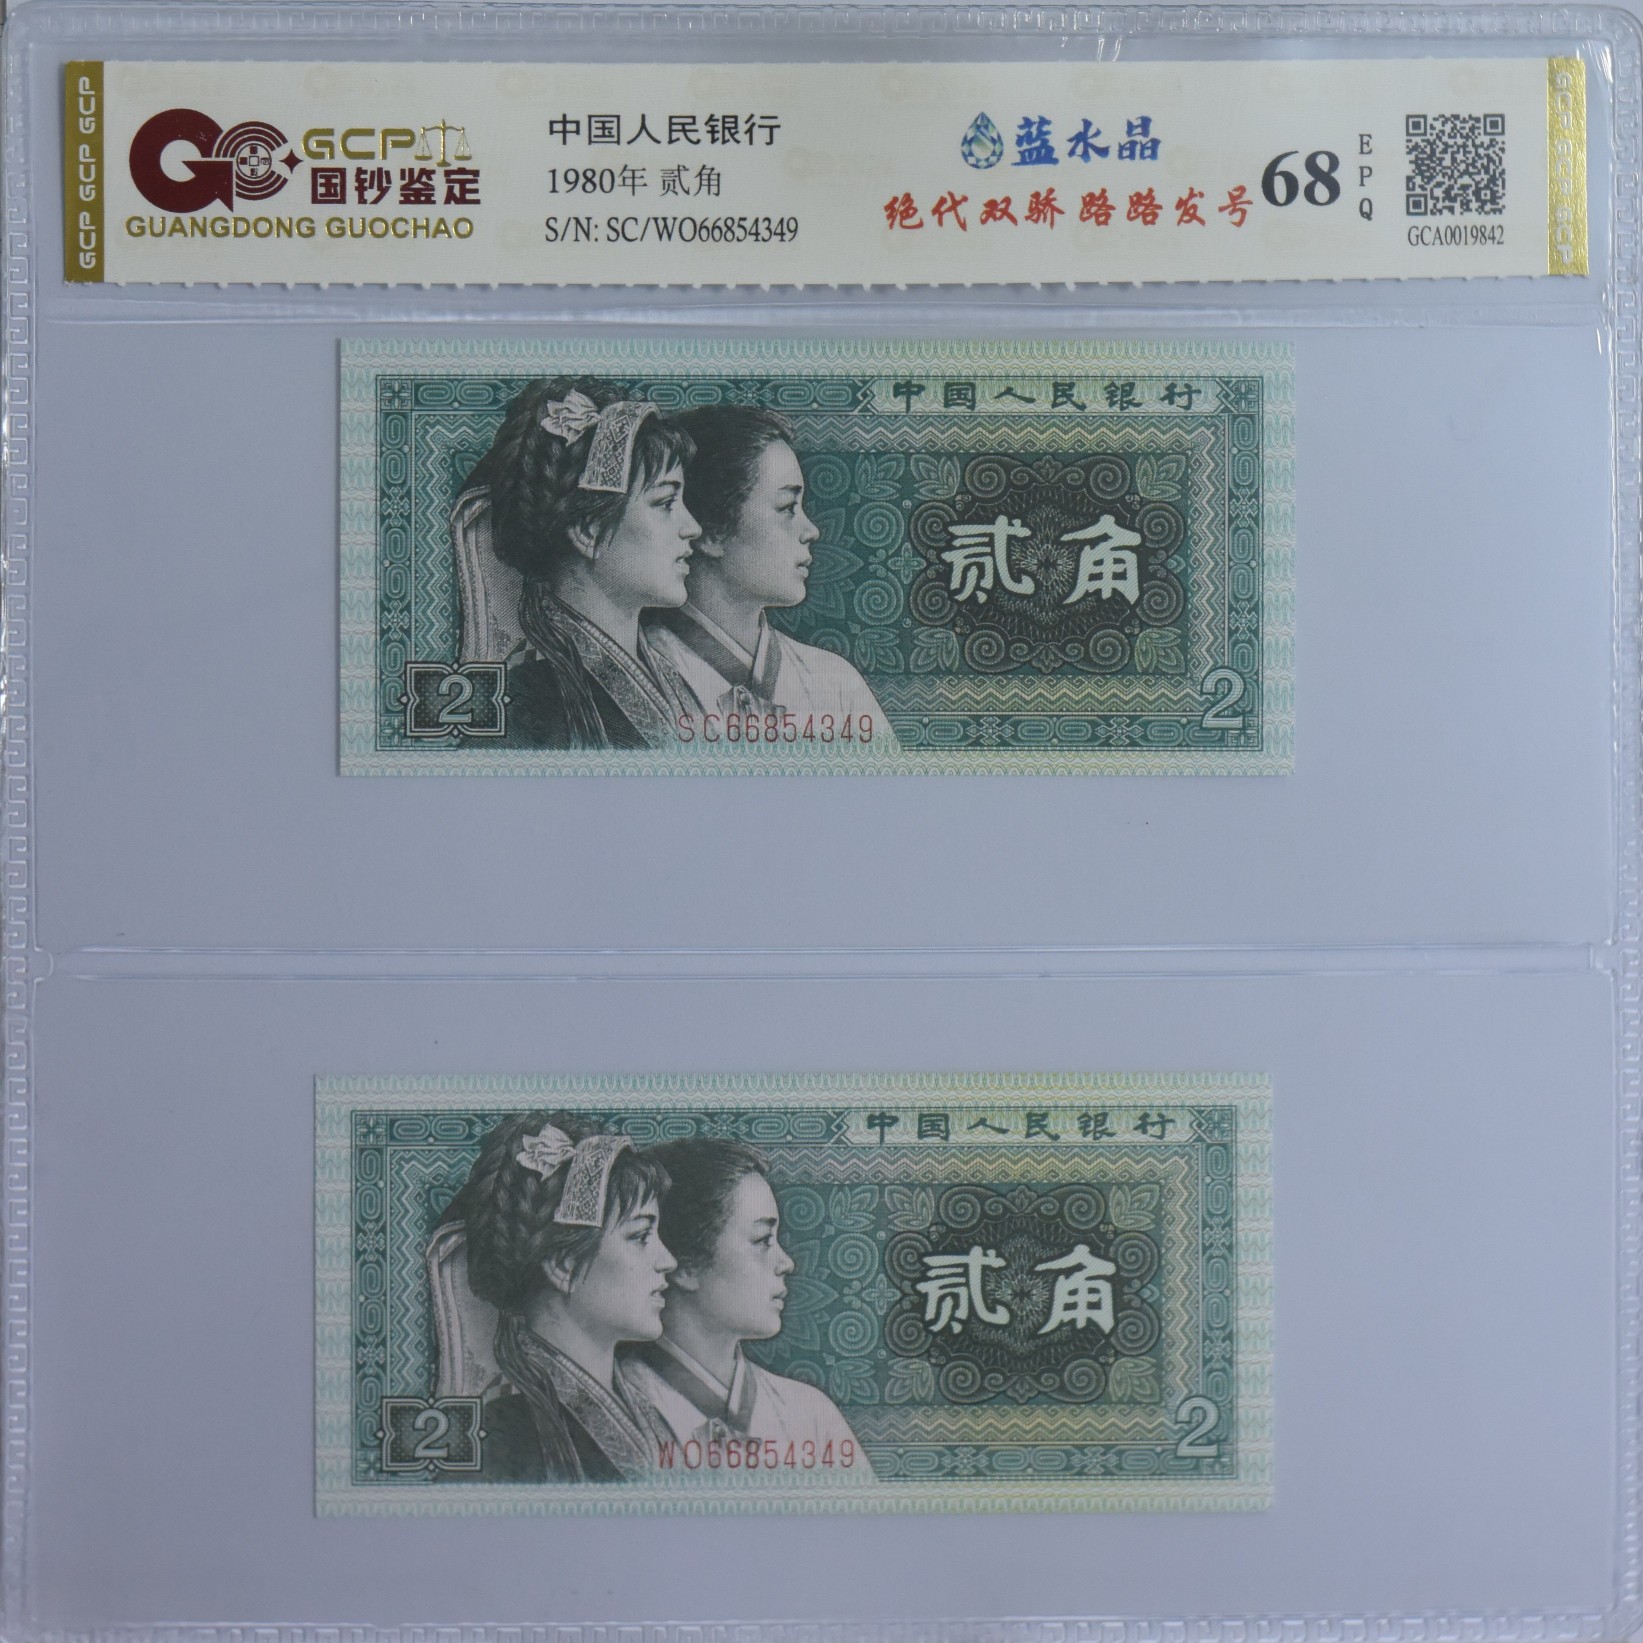 GCP GCP GCP
GCP
国钞鉴定
GUANGDONG GUOCHAO
中国人民银行
1980年 贰角
S/N: SC/WO66854349
蓝水晶
绝代双骄 路路发号
68
EPQ
GCA0019842
GCP GCP GCP
中国人民银行
贰角
2
2
SC66854349
中国人民银行
贰角
2
2
WO66854349